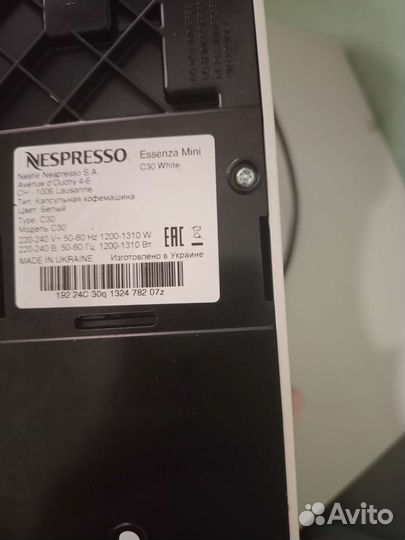 NESPRESSO
Essenza Mini
C30 White
Nestlé Nespresso S.A.
Avenue d'Ouchy 4-6
CH - 1006 Lausanne
Тип: Капсульная кофемашина
Цвет: Белый
Type: C30
Модель C30
220-240 V~ 50-60 Hz 1200-1310 W
220-240 В 50-60 Гц 1200-1310 Вт
EAC
MADE IN UKRAINE Изготовлено в Украине
192 24C 30q 1324 782 07z
Avito